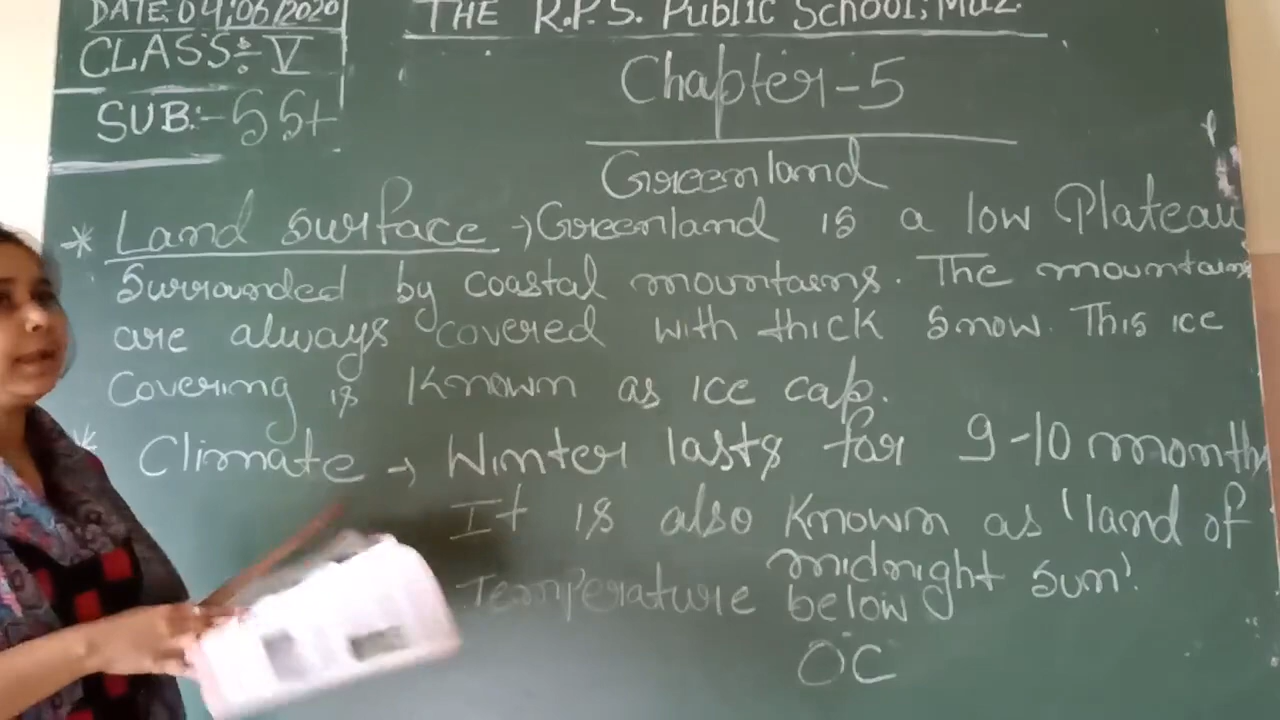 DATE:04/06/2020
THE R.P.S. Public School, Muz.
CLASS:- V
SUB:- SSt
Chapter-5
Greenland
* Land surface → Greenland is a low Plateau
surrounded by coastal mountains. The mountains
are always covered with thick snow. This ice
covering is known as ice cap.
* Climate → Winter lasts for 9-10 months
It is also known as 'land of
midnight sun'.
Temperature below
0°C